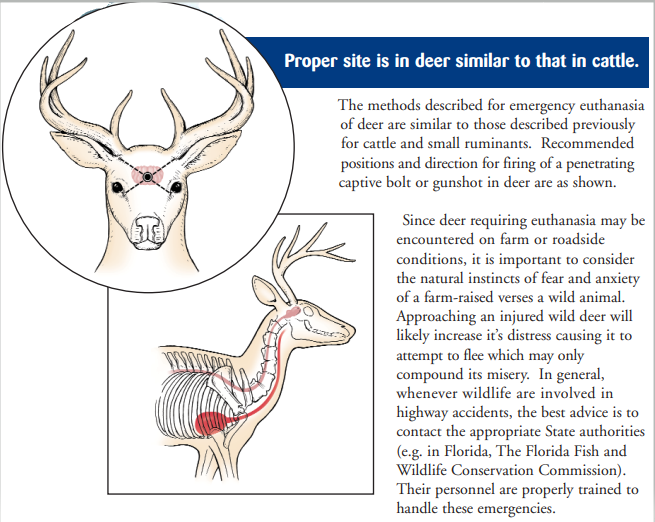 Proper site is in deer similar to that in cattle.
The methods described for emergency euthanasia
of deer are similar to those described previously
for cattle and small ruminants.  Recommended
positions and direction for firing of a penetrating
captive bolt or gunshot in deer are as shown.
Since deer requiring euthanasia may be
encountered on farm or roadside
conditions, it is important to consider
the natural instincts of fear and anxiety
of a farm-raised verses a wild animal.
Approaching an injured wild deer will
likely increase it's distress causing it to
attempt to flee which may only
compound its misery.  In general,
whenever wildlife are involved in
highway accidents, the best advice is to
contact the appropriate State authorities
(e.g. in Florida, The Florida Fish and
Wildlife Conservation Commission).
Their personnel are properly trained to
handle these emergencies.